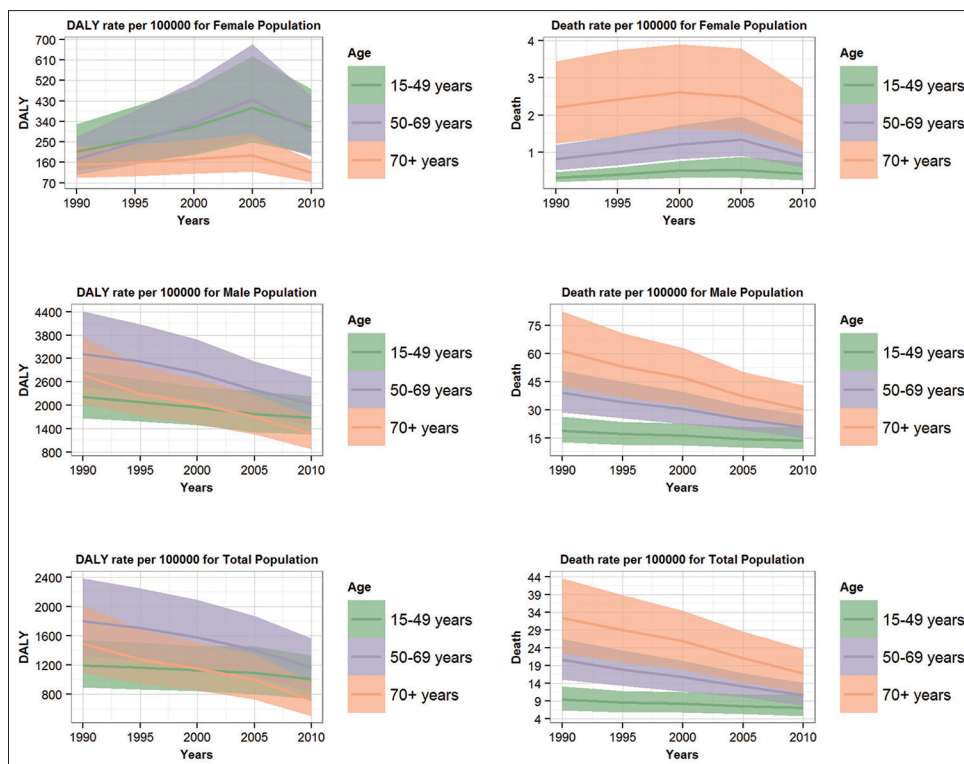 DALY rate per 100000 for Female Population
DALY
700
610
520
430
340
250
160
70
1990 1995 2000 2005 2010
Years
Age
15-49 years
50-69 years
70+ years
Death rate per 100000 for Female Population
Death
4
3
2
1
1990 1995 2000 2005 2010
Years
Age
15-49 years
50-69 years
70+ years
DALY rate per 100000 for Male Population
DALY
4400
3800
3200
2600
2000
1400
800
1990 1995 2000 2005 2010
Years
Age
15-49 years
50-69 years
70+ years
Death rate per 100000 for Male Population
Death
75
60
45
30
15
1990 1995 2000 2005 2010
Years
Age
15-49 years
50-69 years
70+ years
DALY rate per 100000 for Total Population
DALY
2400
2000
1600
1200
800
1990 1995 2000 2005 2010
Years
Age
15-49 years
50-69 years
70+ years
Death rate per 100000 for Total Population
Death
44
39
34
29
24
19
14
9
4
1990 1995 2000 2005 2010
Years
Age
15-49 years
50-69 years
70+ years